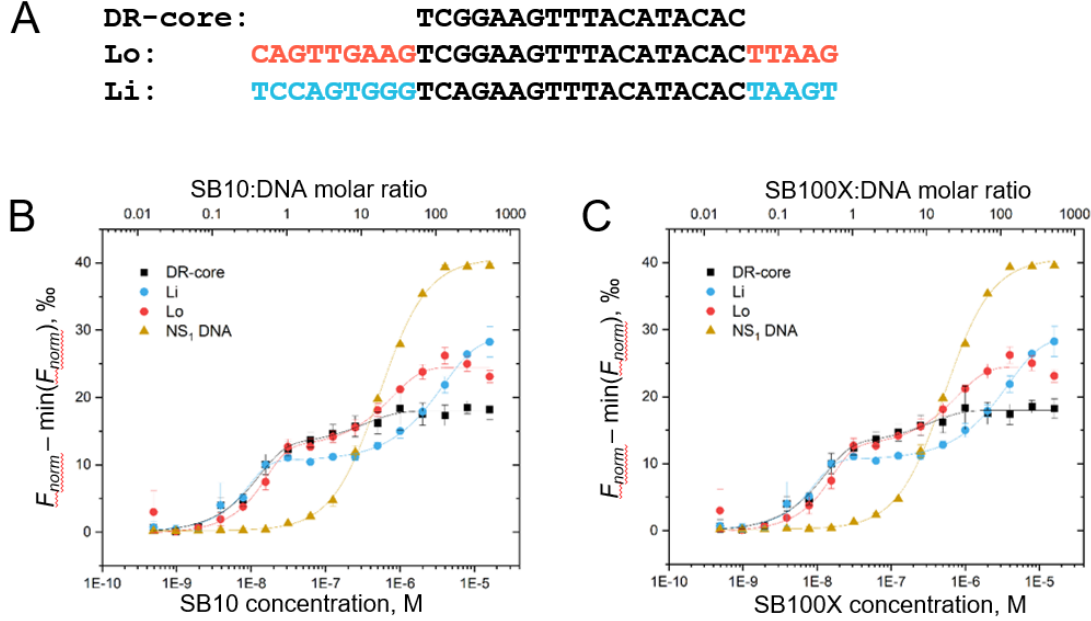 A
DR-core: TCGGAAGTTTACATACAC
Lo: CAGTTGAAGTCGGAAGTTTACATACACTTAAG
Li: TCCAGTGGGTCAGAAGTTTACATACACTAAGT
B
SB10:DNA molar ratio
0.01 0.1 1 10 100 1000
F_norm – min(F_norm), ‰
40
30
20
10
0
DR-core
Li
Lo
NS₁ DNA
1E-10 1E-9 1E-8 1E-7 1E-6 1E-5
SB10 concentration, M
C
SB100X:DNA molar ratio
0.01 0.1 1 10 100 1000
F_norm – min(F_norm), ‰
40
30
20
10
0
DR-core
Li
Lo
NS₁ DNA
1E-10 1E-9 1E-8 1E-7 1E-6 1E-5
SB100X concentration, M